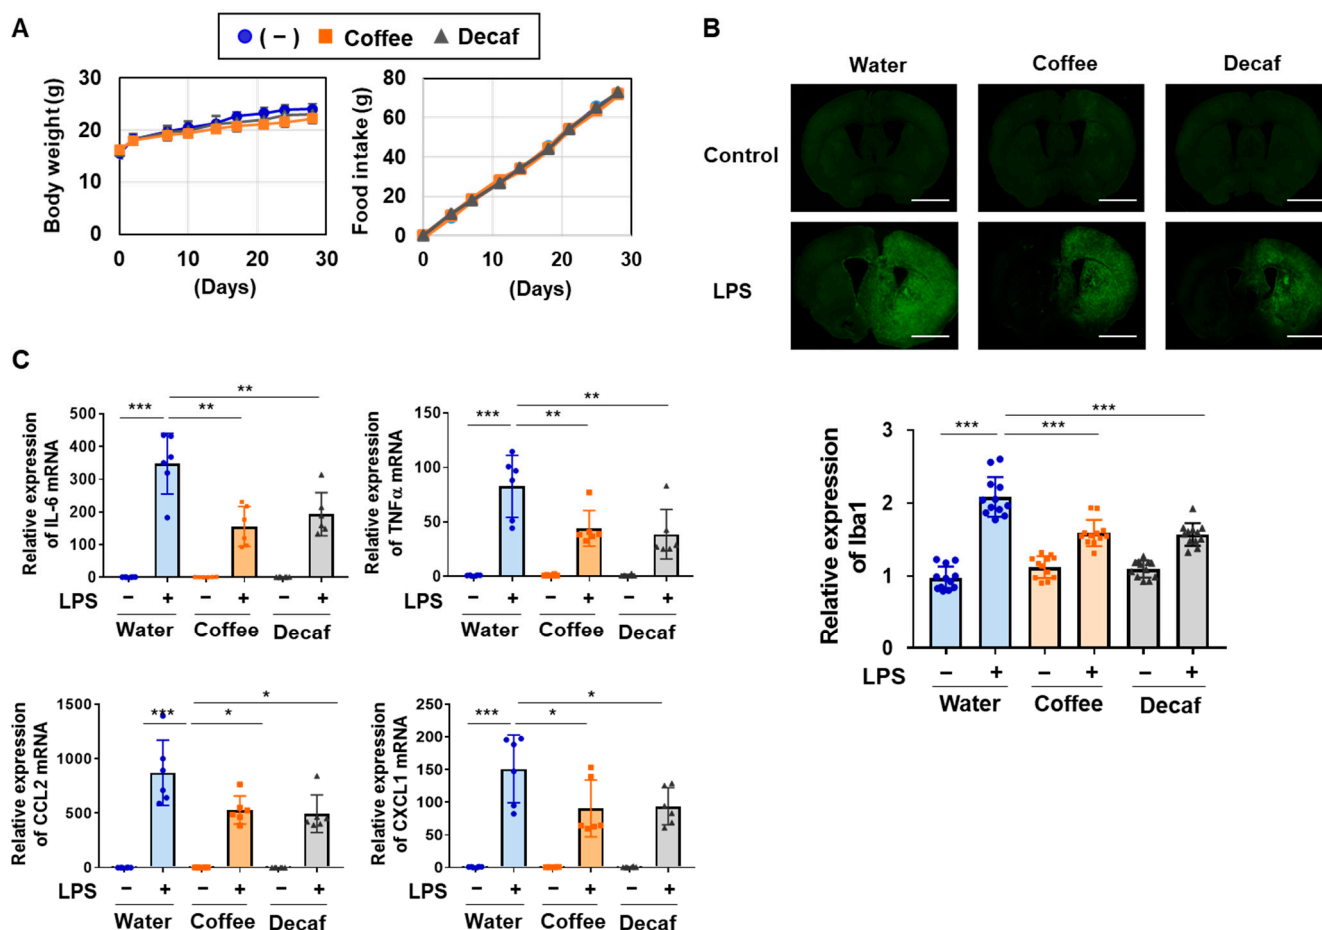 A
(−) Coffee Decaf
Body weight (g)
30
20
10
0
0 10 20 30
(Days)
Food intake (g)
80
60
40
20
0
0 10 20 30
(Days)
B
Water Coffee Decaf
Control
LPS
Relative expression
of Iba1
3
2
1
0
*** *** ***
LPS − + − + − +
Water Coffee Decaf
C
Relative expression
of IL-6 mRNA
500
400
300
200
100
0
*** ** **
LPS − + − + − +
Water Coffee Decaf
Relative expression
of TNFα mRNA
150
100
50
0
*** ** **
LPS − + − + − +
Water Coffee Decaf
Relative expression
of CCL2 mRNA
1500
1000
500
0
*** * *
LPS − + − + − +
Water Coffee Decaf
Relative expression
of CXCL1 mRNA
250
200
150
100
50
0
*** * *
LPS − + − + − +
Water Coffee Decaf